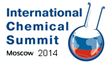 International
Chemical
Summit
Moscow 2014